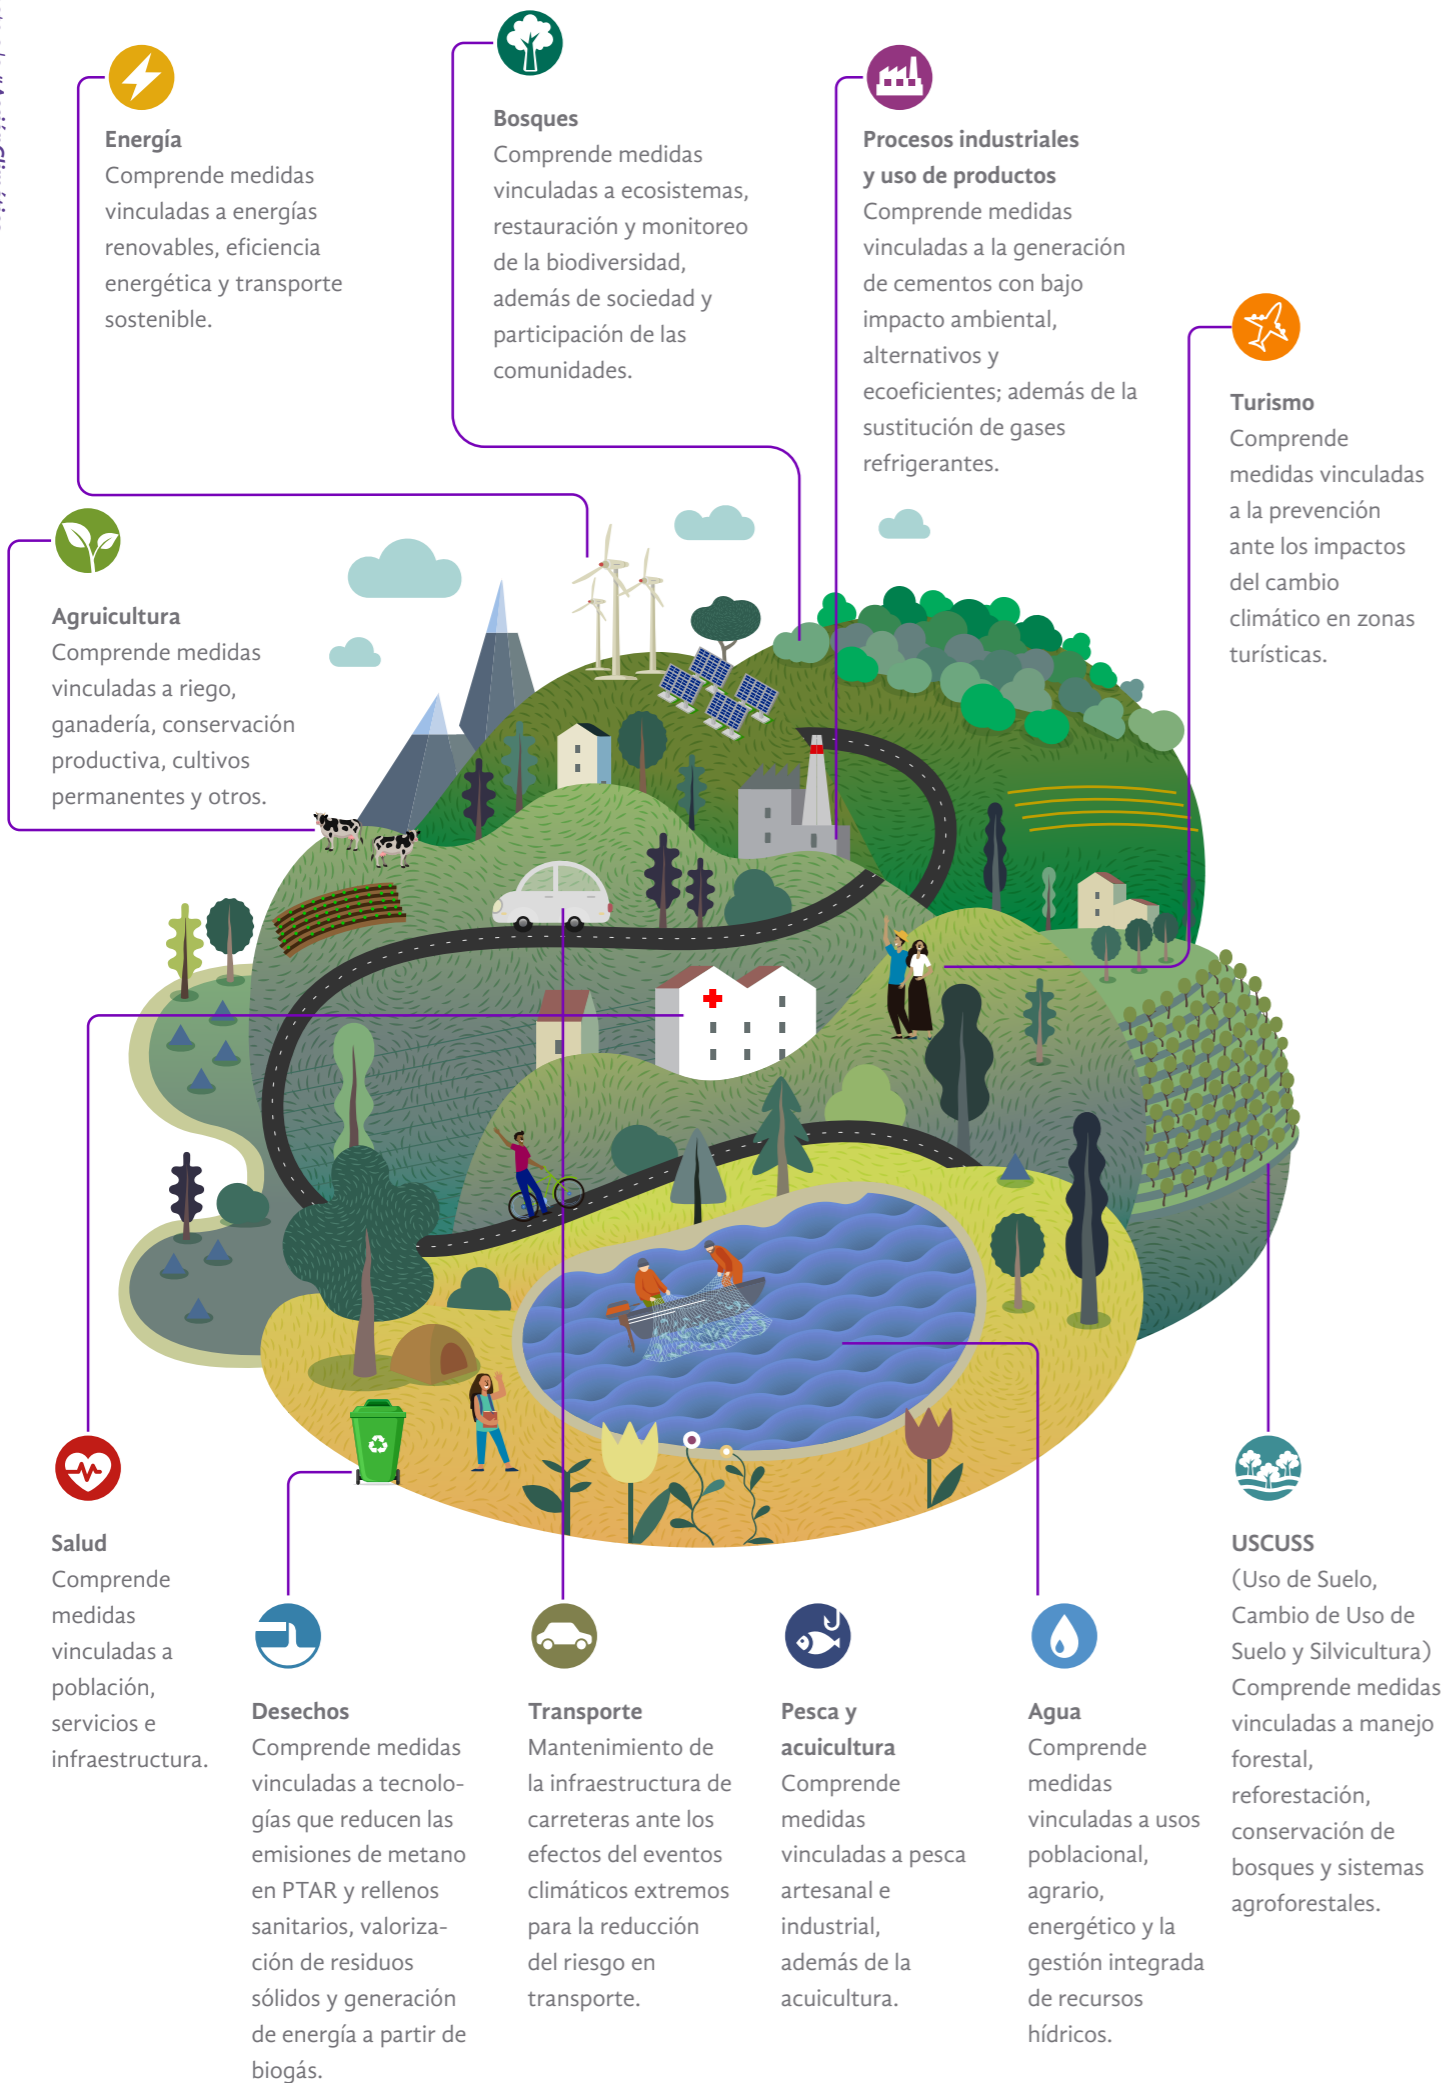 Energía
Comprende medidas
vinculadas a energías
renovables, eficiencia
energética y transporte
sostenible.
Bosques
Comprende medidas
vinculadas a ecosistemas,
restauración y monitoreo
de la biodiversidad,
además de sociedad y
participación de las
comunidades.
Procesos industriales
y uso de productos
Comprende medidas
vinculadas a la generación
de cementos con bajo
impacto ambiental,
alternativos y
ecoeficientes; además de la
sustitución de gases
refrigerantes.
Turismo
Comprende
medidas vinculadas
a la prevención
ante los impactos
del cambio
climático en zonas
turísticas.
Agruicultura
Comprende medidas
vinculadas a riego,
ganadería, conservación
productiva, cultivos
permanentes y otros.
Salud
Comprende
medidas
vinculadas a
población,
servicios e
infraestructura.
Desechos
Comprende medidas
vinculadas a tecnolo-
gías que reducen las
emisiones de metano
en PTAR y rellenos
sanitarios, valoriza-
ción de residuos
sólidos y generación
de energía a partir de
biogás.
Transporte
Mantenimiento de
la infraestructura de
carreteras ante los
efectos del eventos
climáticos extremos
para la reducción
del riesgo en
transporte.
Pesca y
acuicultura
Comprende
medidas
vinculadas a pesca
artesanal e
industrial,
además de la
acuicultura.
Agua
Comprende
medidas
vinculadas a usos
poblacional,
agrario,
energético y la
gestión integrada
de recursos
hídricos.
USCUSS
(Uso de Suelo,
Cambio de Uso de
Suelo y Silvicultura)
Comprende medidas
vinculadas a manejo
forestal,
reforestación,
conservación de
bosques y sistemas
agroforestales.